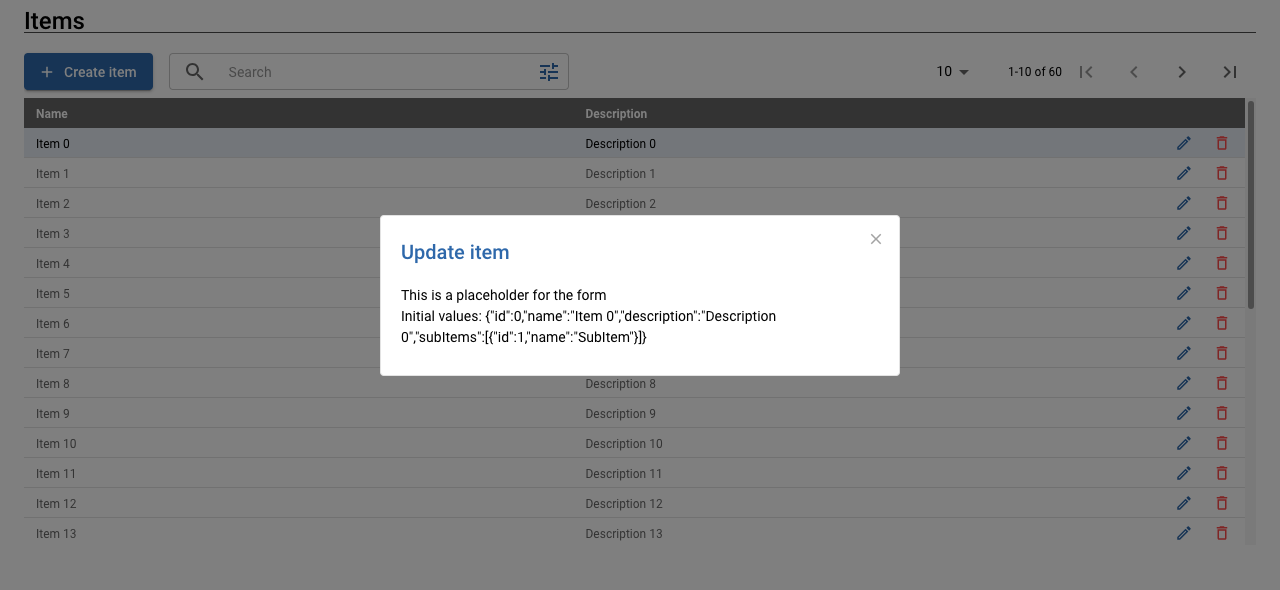 Items
Create item
Search
10
1-10 of 60
Name Description
Item 0 Description 0
Item 1 Description 1
Item 2 Description 2
Item 3
Item 4
Item 5
Item 6
Item 7
Update item
This is a placeholder for the form
Initial values: {"id":0,"name":"Item 0","description":"Description
0","subItems":[{"id":1,"name":"SubItem"}]}
Item 8 Description 8
Item 9 Description 9
Item 10 Description 10
Item 11 Description 11
Item 12 Description 12
Item 13 Description 13